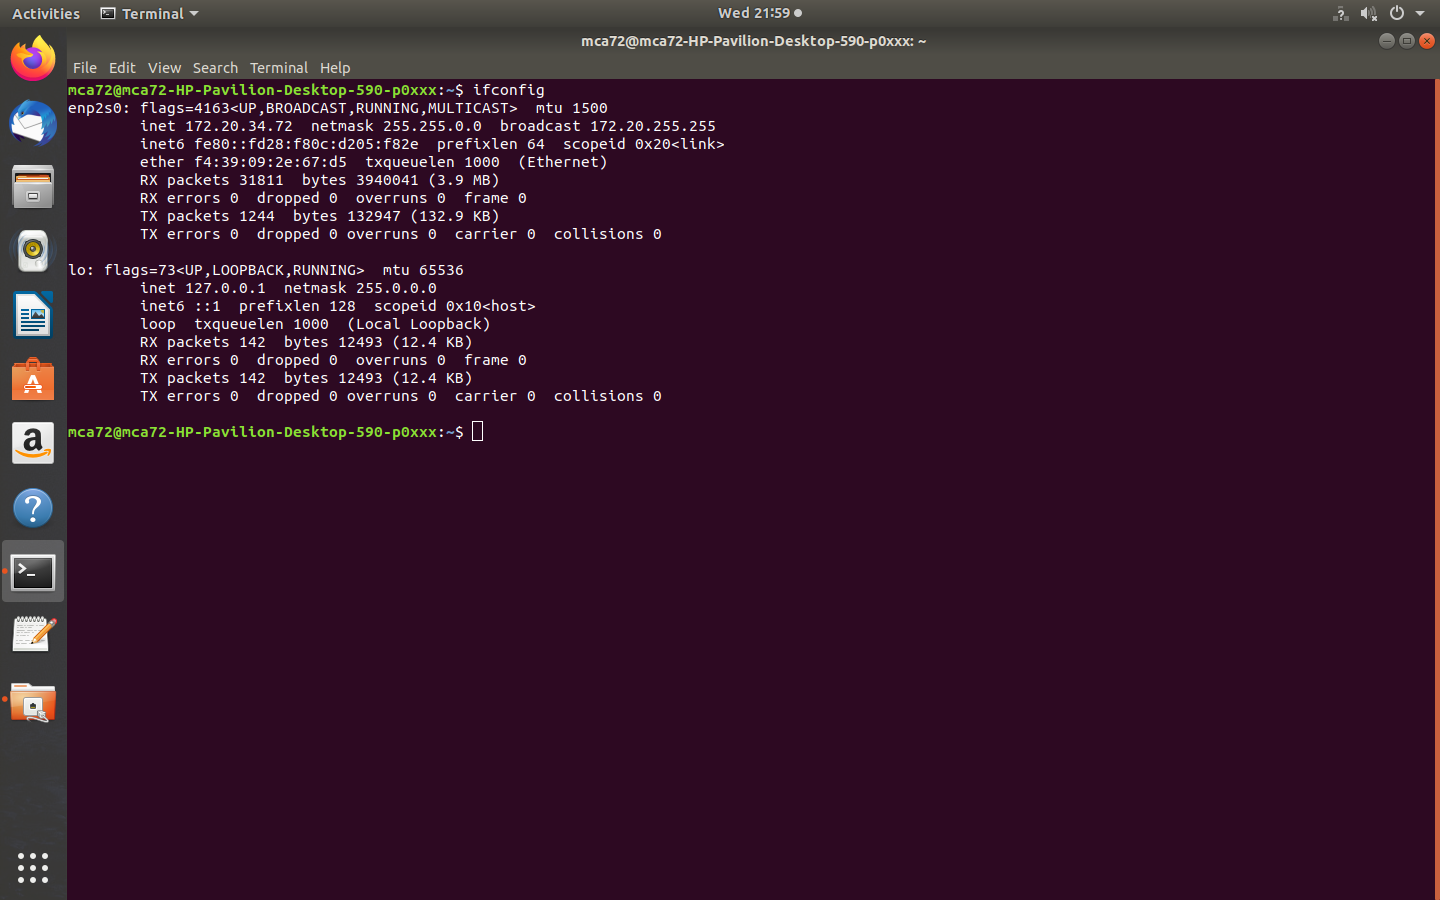 Activities Terminal Wed 21:59
mca72@mca72-HP-Pavilion-Desktop-590-p0xxx: ~
File Edit View Search Terminal Help
mca72@mca72-HP-Pavilion-Desktop-590-p0xxx:~$ ifconfig
enp2s0: flags=4163<UP,BROADCAST,RUNNING,MULTICAST>  mtu 1500
        inet 172.20.34.72  netmask 255.255.0.0  broadcast 172.20.255.255
        inet6 fe80::fd28:f80c:d205:f82e  prefixlen 64  scopeid 0x20<link>
        ether f4:39:09:2e:67:d5  txqueuelen 1000  (Ethernet)
        RX packets 31811  bytes 3940041 (3.9 MB)
        RX errors 0  dropped 0  overruns 0  frame 0
        TX packets 1244  bytes 132947 (132.9 KB)
        TX errors 0  dropped 0 overruns 0  carrier 0  collisions 0

lo: flags=73<UP,LOOPBACK,RUNNING>  mtu 65536
        inet 127.0.0.1  netmask 255.0.0.0
        inet6 ::1  prefixlen 128  scopeid 0x10<host>
        loop  txqueuelen 1000  (Local Loopback)
        RX packets 142  bytes 12493 (12.4 KB)
        RX errors 0  dropped 0  overruns 0  frame 0
        TX packets 142  bytes 12493 (12.4 KB)
        TX errors 0  dropped 0 overruns 0  carrier 0  collisions 0

mca72@mca72-HP-Pavilion-Desktop-590-p0xxx:~$